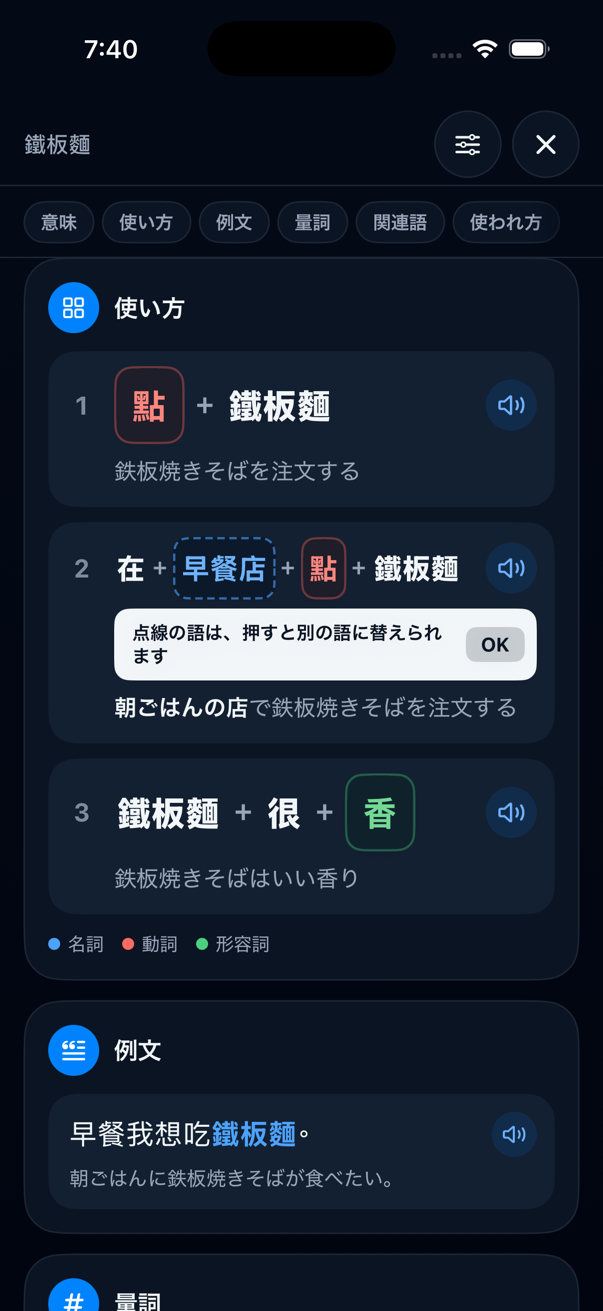 7:40
鐵板麵
意味 使い方 例文 量詞 関連語 使われ方
使い方
1 點 + 鐵板麵
鉄板焼きそばを注文する
2 在 + 早餐店 + 點 + 鐵板麵
点線の語は、押すと別の語に替えられ
ます
OK
朝ごはんの店で鉄板焼きそばを注文する
3 鐵板麵 + 很 + 香
鉄板焼きそばはいい香り
名詞 動詞 形容詞
例文
早餐我想吃鐵板麵。
朝ごはんに鉄板焼きそばが食べたい。
# 量詞